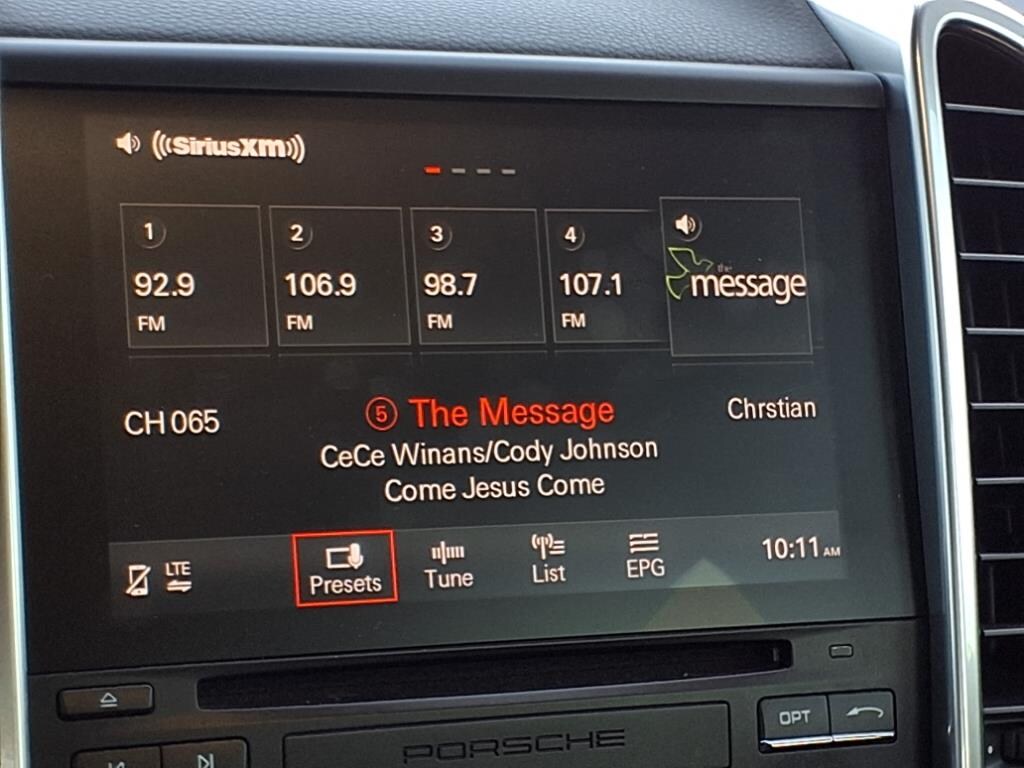 SiriusXM
1
2
3
4
92.9
106.9
98.7
107.1
the
message
FM
FM
FM
FM
CH 065
5 The Message
Chrstian
CeCe Winans/Cody Johnson
Come Jesus Come
LTE
Presets
Tune
List
EPG
10:11 AM
OPT
PORSCHE